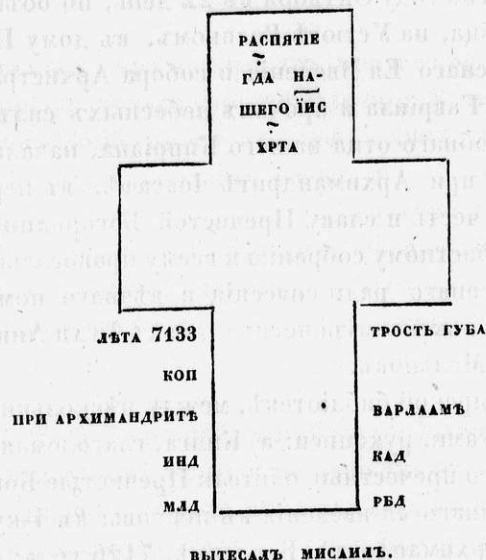 РАСПЯТІЕ
ГДА НА-
ШЕГО ІИС
ХРТА
ЛѢТА 7133
ТРОСТЬ ГУБА
КОП
ПРИ АРХИМАНДРИТѢ
ВАРЛААМѢ
ИНД
КАД
МЛД
РБД
ВЫТЕСАЛЪ МИСАИЛЪ.